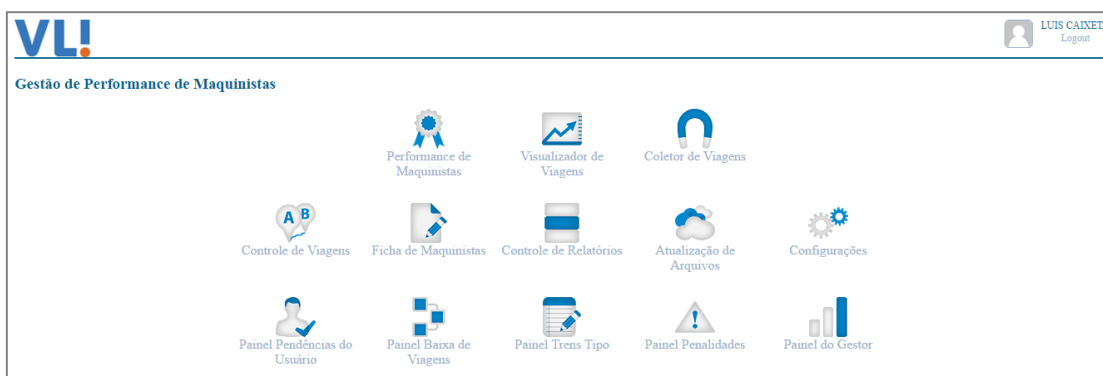 VL!
LUIS CAIXET
Logout
Gestão de Performance de Maquinistas
Performance de
Maquinistas
Visualizador de
Viagens
Coletor de Viagens
A B
Controle de Viagens
Ficha de Maquinistas
Controle de Relatórios
Atualização de
Arquivos
Configurações
Painel Pendências do
Usuário
Painel Baixa de
Viagens
Painel Trens Tipo
!
Painel Penalidades
Painel do Gestor